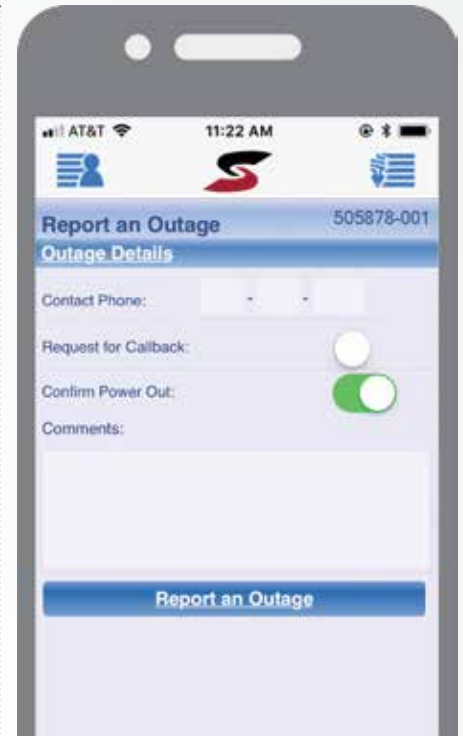 AT&T 11:22 AM
Report an Outage 505878-001
Outage Details
Contact Phone: - -
Request for Callback:
Confirm Power Out:
Comments:
Report an Outage